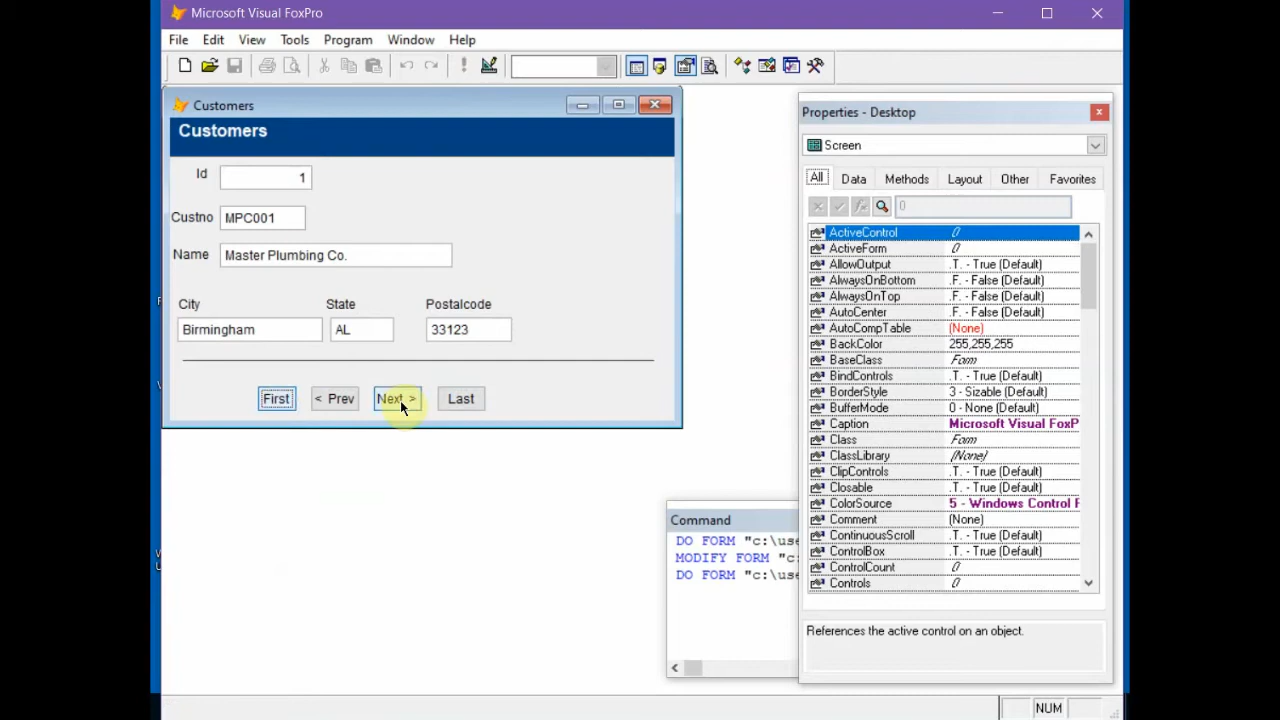 Microsoft Visual FoxPro
File Edit View Tools Program Window Help
Customers
Customers
Id 1
Custno MPC001
Name Master Plumbing Co.
City State Postalcode
Birmingham AL 33123
First < Prev Next > Last
Properties - Desktop
Screen
All Data Methods Layout Other Favorites
0
ActiveControl 0
ActiveForm 0
AllowOutput .T. - True (Default)
AlwaysOnBottom .F. - False (Default)
AlwaysOnTop .F. - False (Default)
AutoCenter .F. - False (Default)
AutoCompTable (None)
BackColor 255,255,255
BaseClass Form
BindControls .T. - True (Default)
BorderStyle 3 - Sizable (Default)
BufferMode 0 - None (Default)
Caption Microsoft Visual FoxP
Class Form
ClassLibrary (None)
ClipControls .T. - True (Default)
Closable .T. - True (Default)
ColorSource 5 - Windows Control F
Comment (None)
ContinuousScroll .T. - True (Default)
ControlBox .T. - True (Default)
ControlCount 0
Controls 0
References the active control on an object.
Command
DO FORM "c:\use
MODIFY FORM "c:
DO FORM "c:\use
NUM